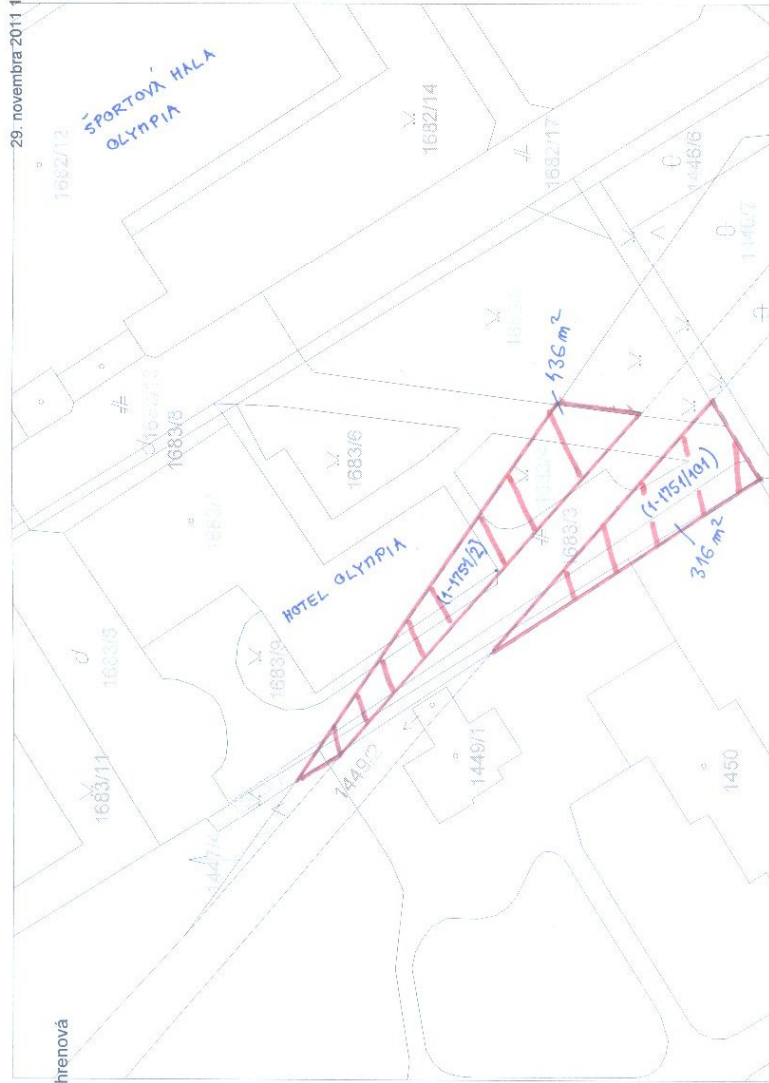 29. novembra 2011 1
hrenová
ŠPORTOVÁ HALA
OLYMPIA
1682/12
1682/14
1682/17
1446/6
1683/8
1683/6
HOTEL OLYMPIA
1683/5
1683/9
1683/11
1683/3
(1-1751/2)
436 m²
(1-1751/101)
316 m²
1449/2
1449/1
1450